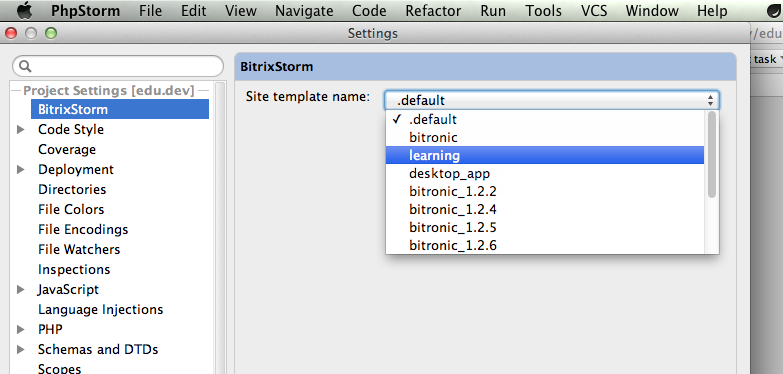 PhpStorm File Edit View Navigate Code Refactor Run Tools VCS Window Help
Settings
/edu
task
Project Settings [edu.dev]
BitrixStorm
Code Style
Coverage
Deployment
Directories
File Colors
File Encodings
File Watchers
Inspections
JavaScript
Language Injections
PHP
Schemas and DTDs
Scopes
BitrixStorm
Site template name: .default
✓ .default
bitronic
learning
desktop_app
bitronic_1.2.2
bitronic_1.2.4
bitronic_1.2.5
bitronic_1.2.6